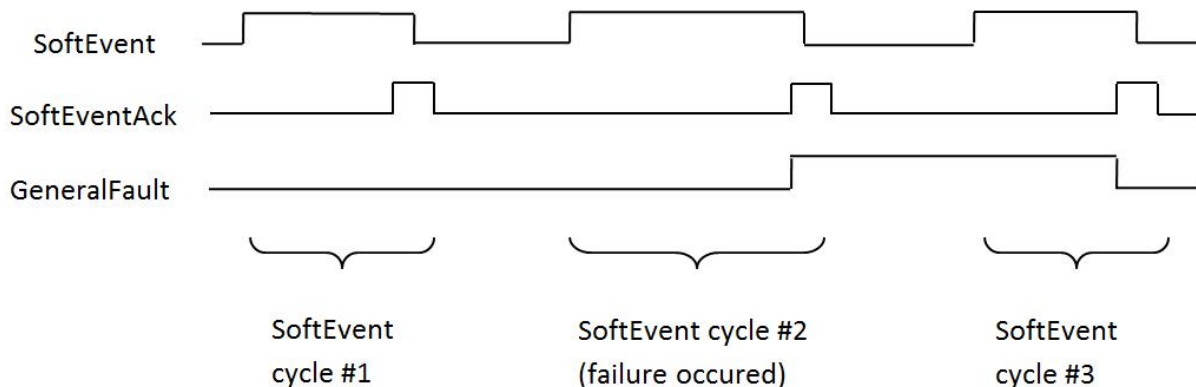 SoftEvent
SoftEventAck
GeneralFault
SoftEvent
cycle #1
SoftEvent cycle #2
(failure occured)
SoftEvent
cycle #3